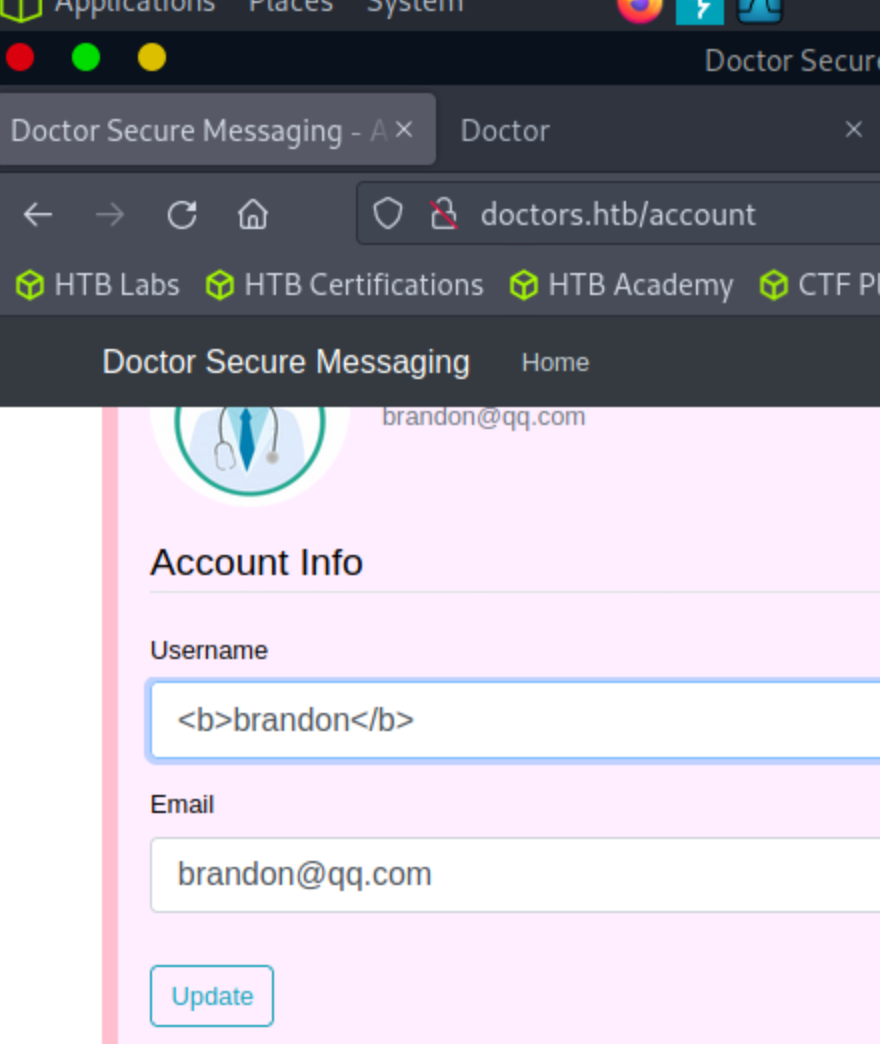 Applications Places System
Doctor Secure
Doctor Secure Messaging - A
Doctor
doctors.htb/account
HTB Labs HTB Certifications HTB Academy CTF Pl
Doctor Secure Messaging Home
brandon@qq.com
Account Info
Username
<b>brandon</b>
Email
brandon@qq.com
Update